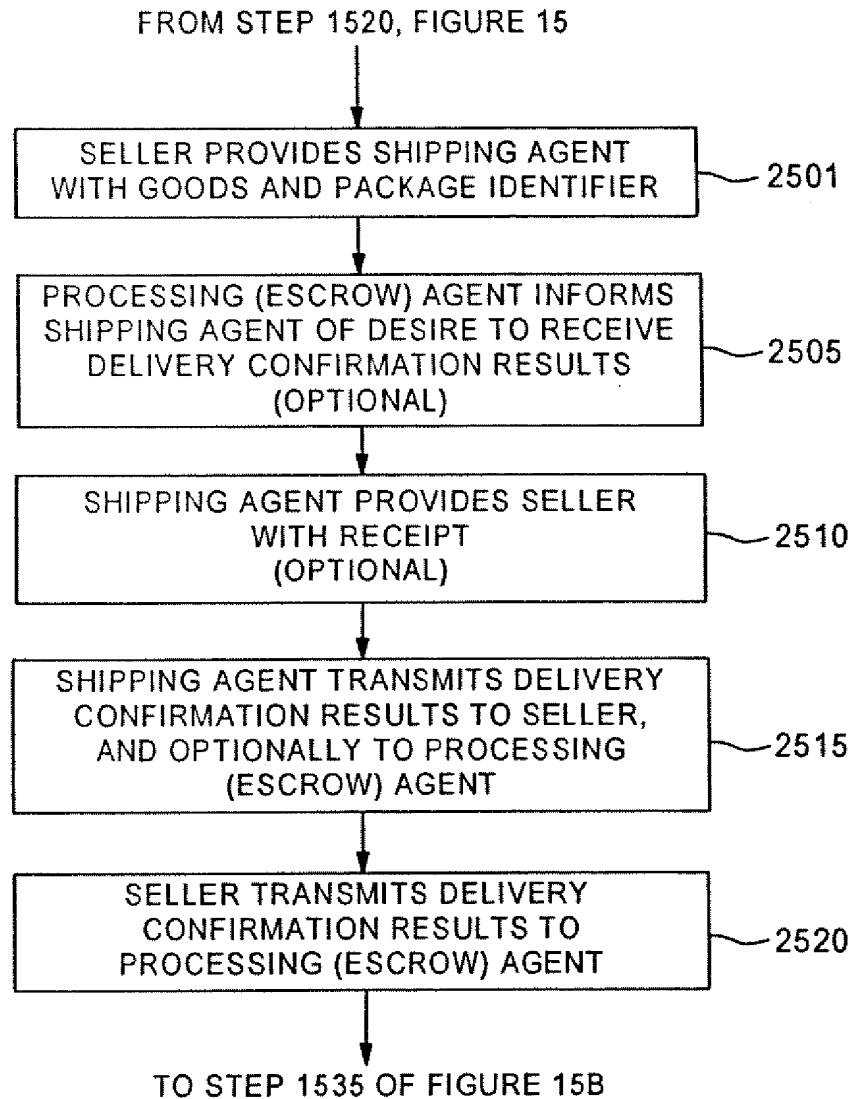 FROM STEP 1520, FIGURE 15
SELLER PROVIDES SHIPPING AGENT
WITH GOODS AND PACKAGE IDENTIFIER
2501
PROCESSING (ESCROW) AGENT INFORMS
SHIPPING AGENT OF DESIRE TO RECEIVE
DELIVERY CONFIRMATION RESULTS
(OPTIONAL)
2505
SHIPPING AGENT PROVIDES SELLER
WITH RECEIPT
(OPTIONAL)
2510
SHIPPING AGENT TRANSMITS DELIVERY
CONFIRMATION RESULTS TO SELLER,
AND OPTIONALLY TO PROCESSING
(ESCROW) AGENT
2515
SELLER TRANSMITS DELIVERY
CONFIRMATION RESULTS TO
PROCESSING (ESCROW) AGENT
2520
TO STEP 1535 OF FIGURE 15B